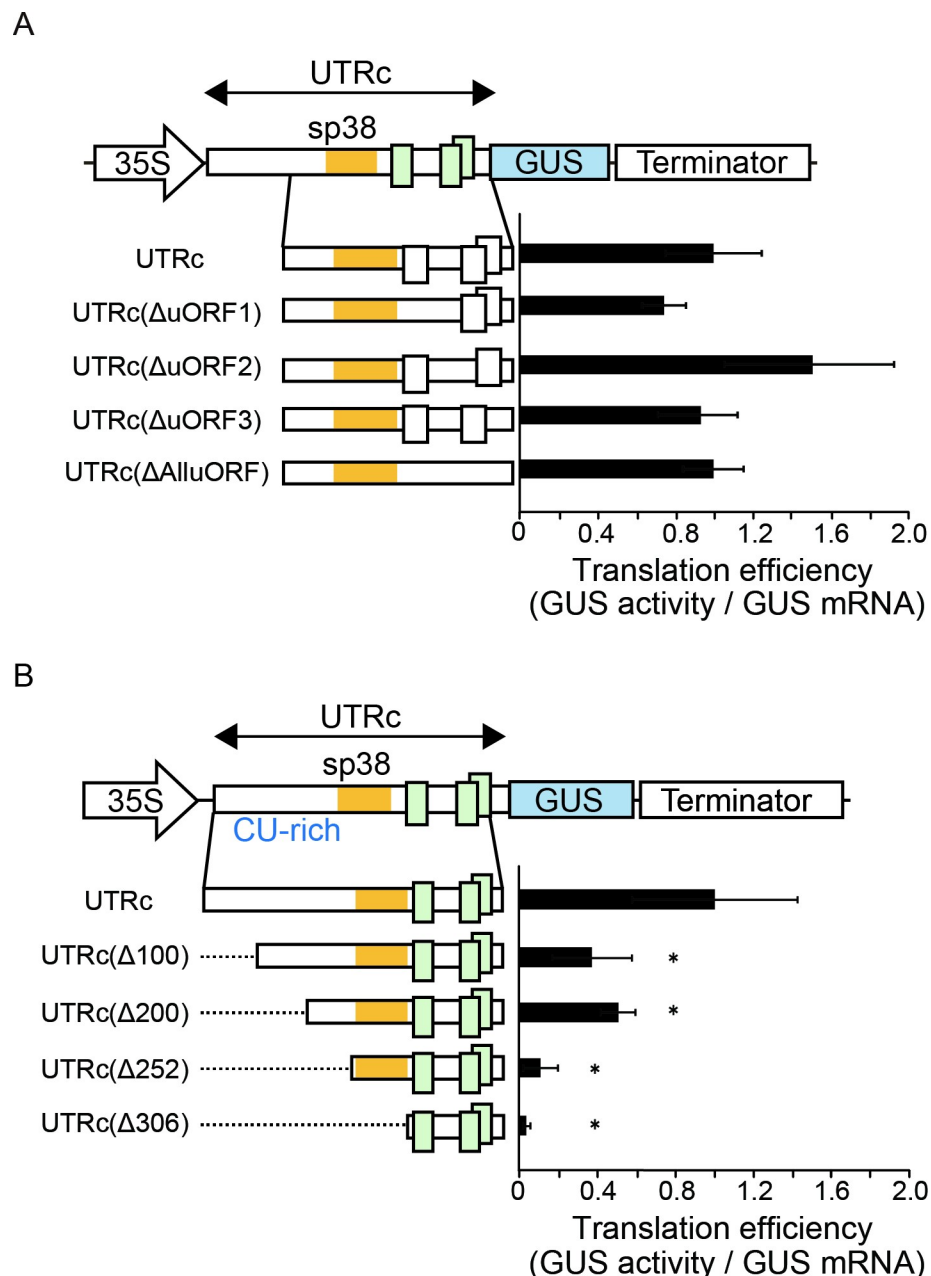 A
UTRc
sp38
35S
GUS
Terminator
UTRc
UTRc(ΔuORF1)
UTRc(ΔuORF2)
UTRc(ΔuORF3)
UTRc(ΔAlluORF)
0 0.4 0.8 1.2 1.6 2.0
Translation efficiency
(GUS activity / GUS mRNA)
B
UTRc
sp38
35S
GUS
Terminator
CU-rich
UTRc
UTRc(Δ100)
*
UTRc(Δ200)
*
UTRc(Δ252)
*
UTRc(Δ306)
*
0 0.4 0.8 1.2 1.6 2.0
Translation efficiency
(GUS activity / GUS mRNA)